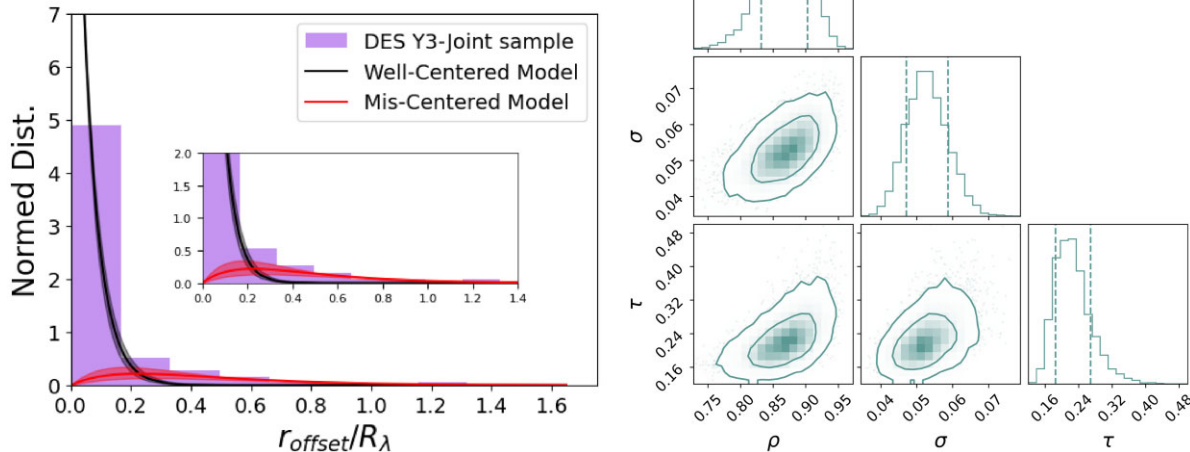 7
6
5
4
3
2
1
0
Normed Dist.
DES Y3-Joint sample
Well-Centered Model
Mis-Centered Model
2.0
1.5
1.0
0.5
0.0
0.0 0.2 0.4 0.6 0.8 1.0 1.2 1.4
0.0 0.2 0.4 0.6 0.8 1.0 1.2 1.4 1.6
r_offset/R_λ
σ
0.07
0.06
0.05
0.04
τ
0.48
0.40
0.32
0.24
0.16
0.75 0.80 0.85 0.90 0.95
ρ
0.04 0.05 0.06 0.07
σ
0.16 0.24 0.32 0.40 0.48
τ